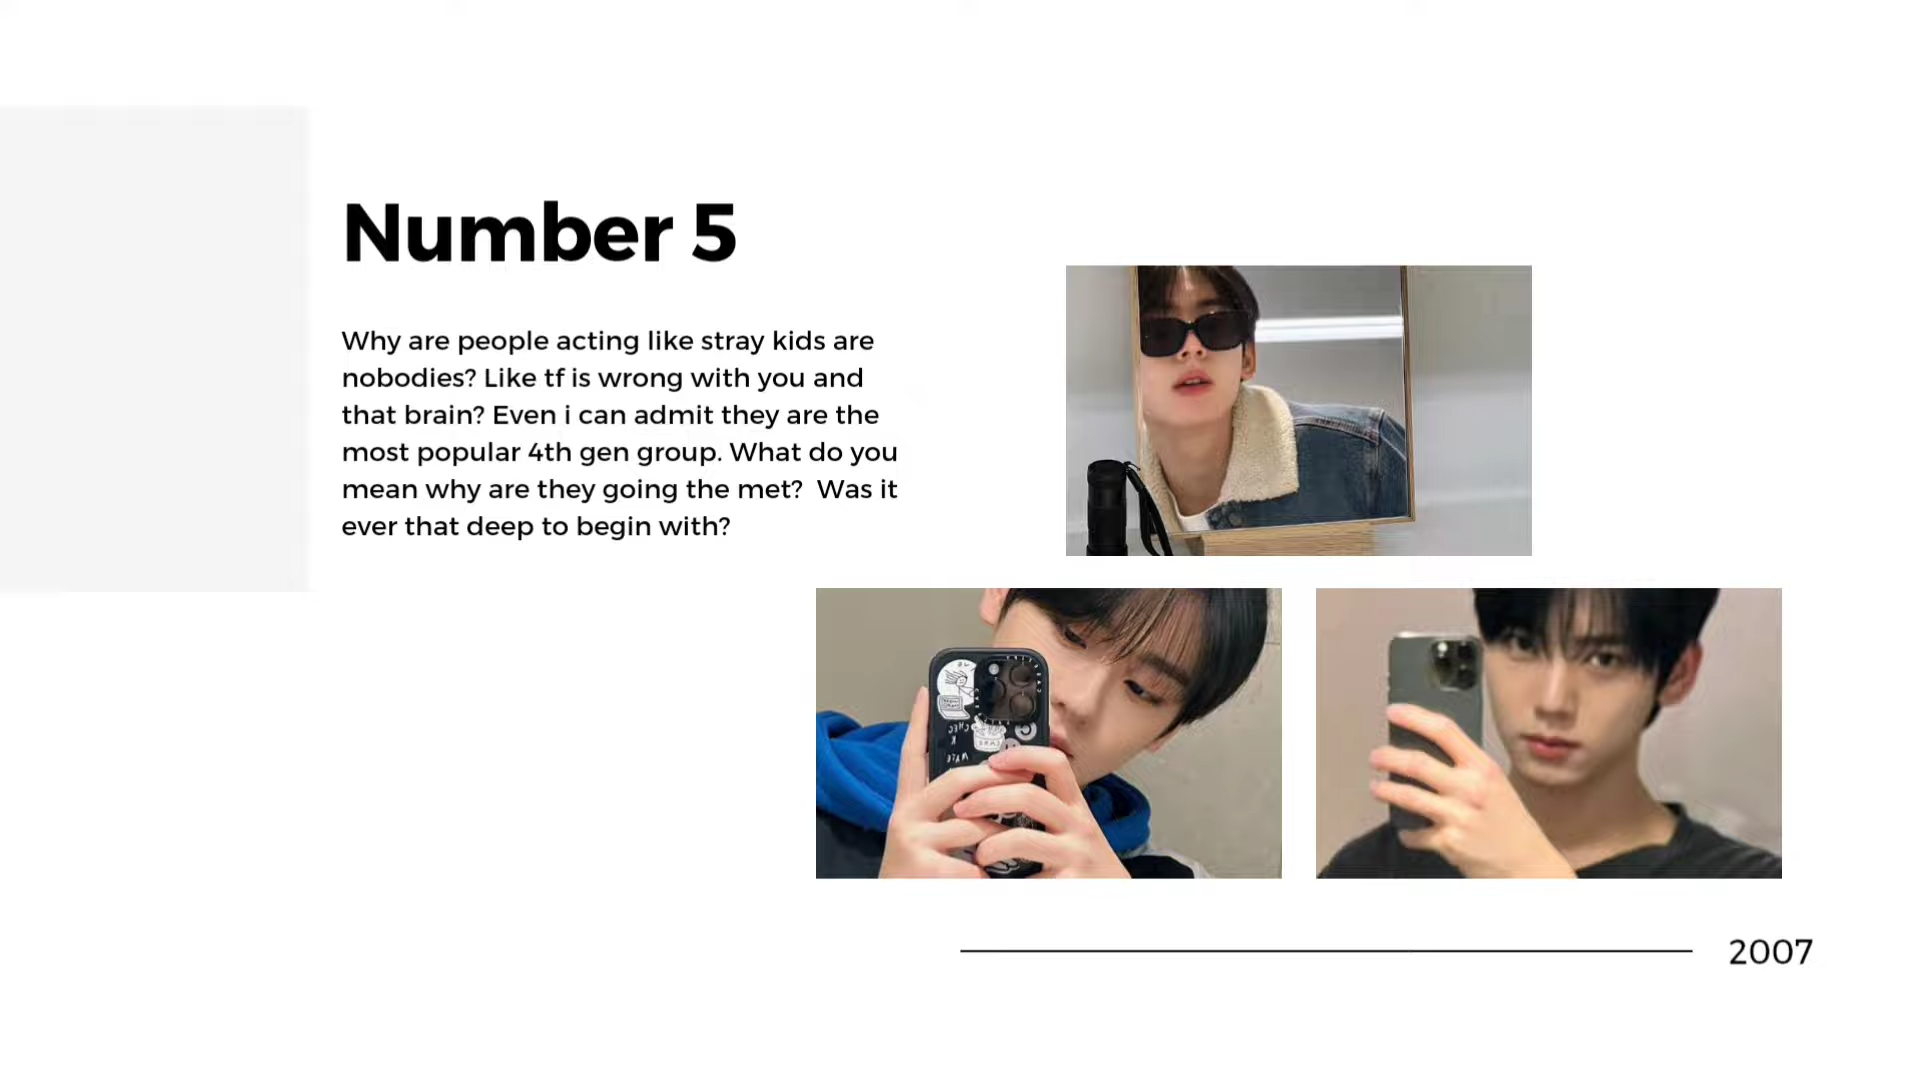 Number 5
Why are people acting like stray kids are
nobodies? Like tf is wrong with you and
that brain? Even i can admit they are the
most popular 4th gen group. What do you
mean why are they going the met?  Was it
ever that deep to begin with?
2007